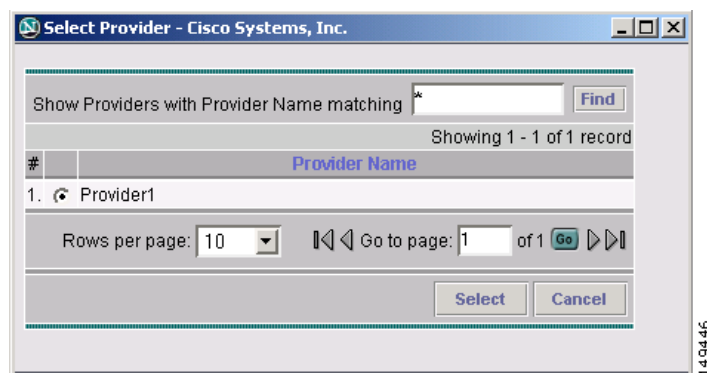 Select Provider - Cisco Systems, Inc.
Show Providers with Provider Name matching * Find
Showing 1 - 1 of 1 record
# Provider Name
1. Provider1
Rows per page: 10 Go to page: 1 of 1 Go
Select Cancel
149446